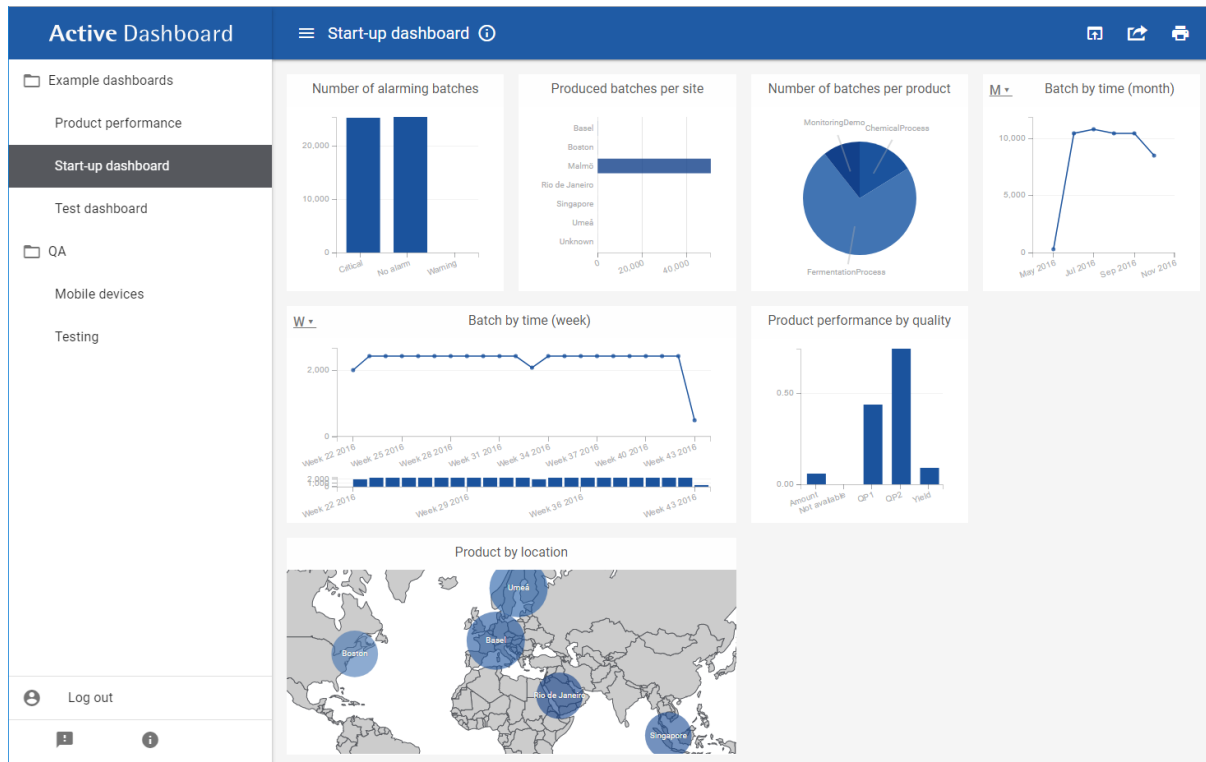 Active Dashboard
Start-up dashboard
Example dashboards
Product performance
Start-up dashboard
Test dashboard
QA
Mobile devices
Testing
Log out
Number of alarming batches
20,000
10,000
0
Critical
No alarm
Warning
Produced batches per site
Basel
Boston
Malmö
Rio de Janeiro
Singapore
Umeå
Unknown
0
20,000
40,000
Number of batches per product
MonitoringDemo
ChemicalProcess
FermentationProcess
M
Batch by time (month)
10,000
5,000
0
May 2016
Jul 2016
Sep 2016
Nov 2016
W
Batch by time (week)
2,000
0
Week 22 2016
Week 25 2016
Week 28 2016
Week 31 2016
Week 34 2016
Week 37 2016
Week 40 2016
Week 43 2016
2,000
1,000
0
Week 22 2016
Week 29 2016
Week 36 2016
Week 43 2016
Product performance by quality
0.50
0.00
Amount
Not available
QP1
QP2
Yield
Product by location
Umeå
Basel
Boston
Rio de Janeiro
Singapore